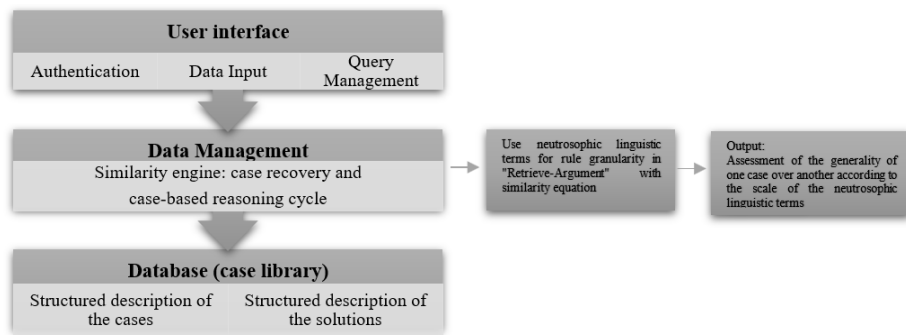 User interface
Authentication
Data Input
Query
Management
Data Management
Similarity engine: case recovery and
case-based reasoning cycle
Use neutrosophic linguistic
terms for rule granularity in
"Retrieve-Argument" with
similarity equation
Output:
Assessment of the generality of
one case over another according to
the scale of the neutrosophic
linguistic terms
Database (case library)
Structured description of
the cases
Structured description of
the solutions